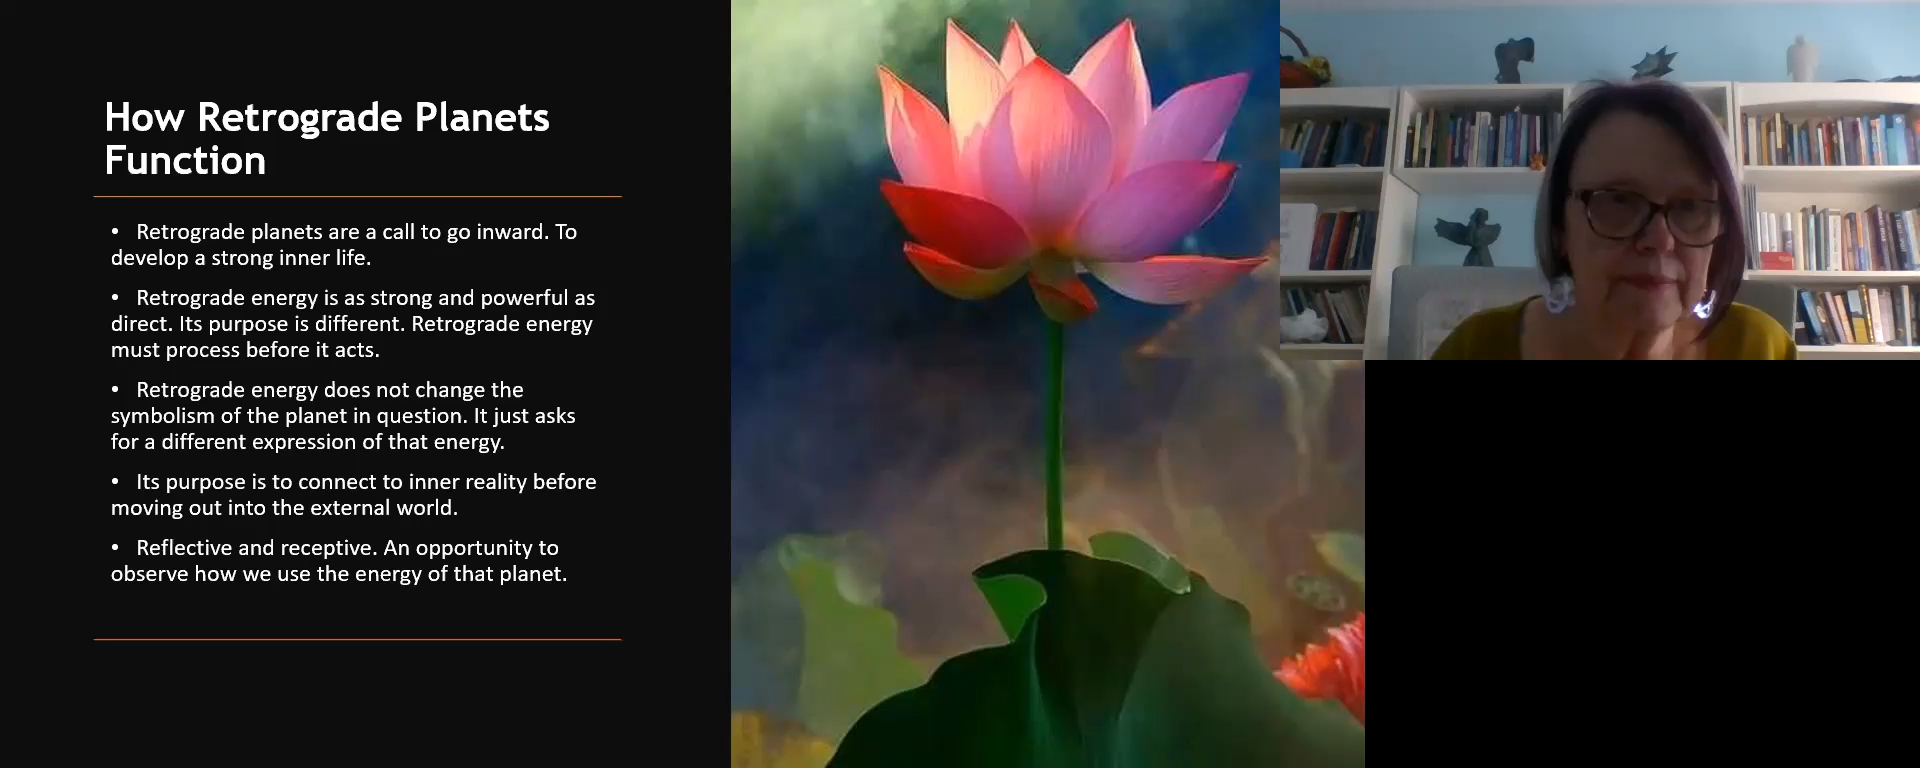 How Retrograde Planets
Function
• Retrograde planets are a call to go inward. To
develop a strong inner life.
• Retrograde energy is as strong and powerful as
direct. Its purpose is different. Retrograde energy
must process before it acts.
• Retrograde energy does not change the
symbolism of the planet in question. It just asks
for a different expression of that energy.
• Its purpose is to connect to inner reality before
moving out into the external world.
• Reflective and receptive. An opportunity to
observe how we use the energy of that planet.